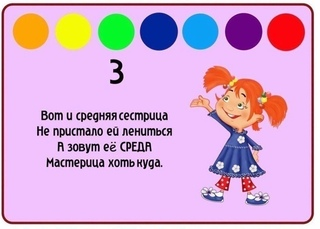 3
Вот и средняя сестрица
Не пристало ей лениться
А зовут её СРЕДА
Мастерица хоть куда.